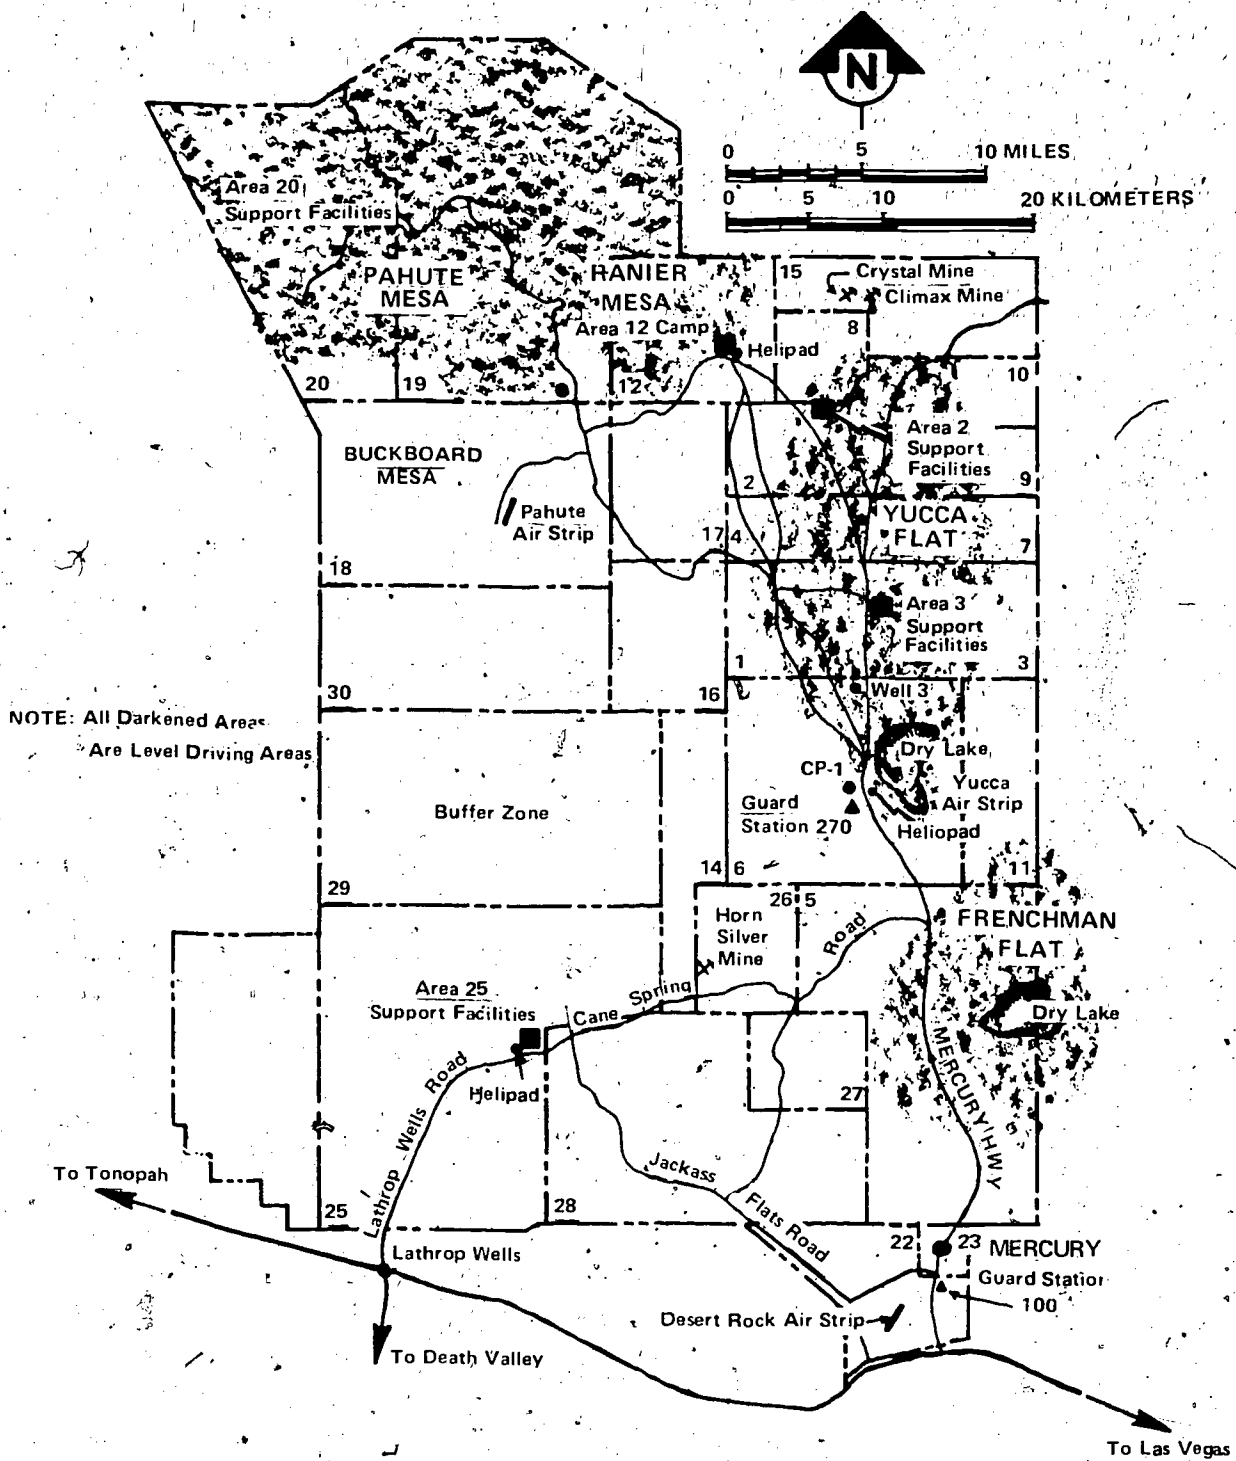 N
0 5 10 MILES
0 5 10 20 KILOMETERS
Area 20
Support Facilities
PAHUTE
MESA
RANIER
MESA
Area 12 Camp
Helipad
15
Crystal Mine
Climax Mine
8
20
19
12
10
BUCKBOARD
MESA
Area 2
Support
Facilities
2
9
Pahute
Air Strip
17
4
YUCCA
FLAT
7
18
Area 3
Support
Facilities
1
3
30
16
Well 3
NOTE: All Darkened Areas
Are Level Driving Areas
Dry Lake
CP-1
Yucca
Air Strip
Guard
Station 270
Heliopad
Buffer Zone
14
6
11
29
26
5
Horn
Silver
Mine
Road
FRENCHMAN
FLAT
Area 25
Support Facilities
Cane Spring
Dry Lake
Lathrop Wells Road
Helipad
27
MERCURY HWY
To Tonopah
Jackass Flats Road
25
28
22
23
MERCURY
Lathrop Wells
Guard Station
100
Desert Rock Air Strip
To Death Valley
To Las Vegas